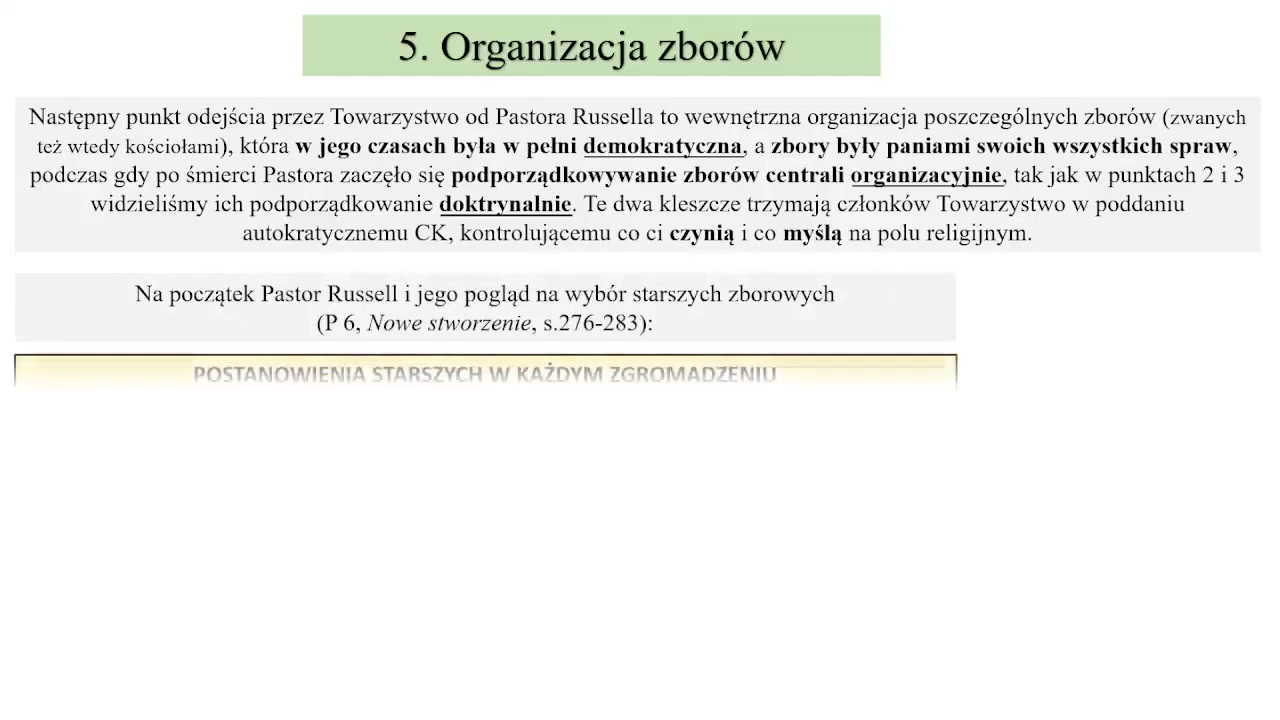 5. Organizacja zborów
Następny punkt odejścia przez Towarzystwo od Pastora Russella to wewnętrzna organizacja poszczególnych zborów (zwanych
też wtedy kościołami), która w jego czasach była w pełni demokratyczna, a zbory były paniami swoich wszystkich spraw,
podczas gdy po śmierci Pastora zaczęło się podporządkowywanie zborów centrali organizacyjnie, tak jak w punktach 2 i 3
widzieliśmy ich podporządkowanie doktrynalnie. Te dwa kleszcze trzymają członków Towarzystwo w poddaniu
autokratycznemu CK, kontrolującemu co ci czynią i co myślą na polu religijnym.
Na początek Pastor Russell i jego pogląd na wybór starszych zborowych
(P 6, Nowe stworzenie, s.276-283):
POSTANOWIENIA STARSZYCH W KAŻDYM ZGROMADZENIU